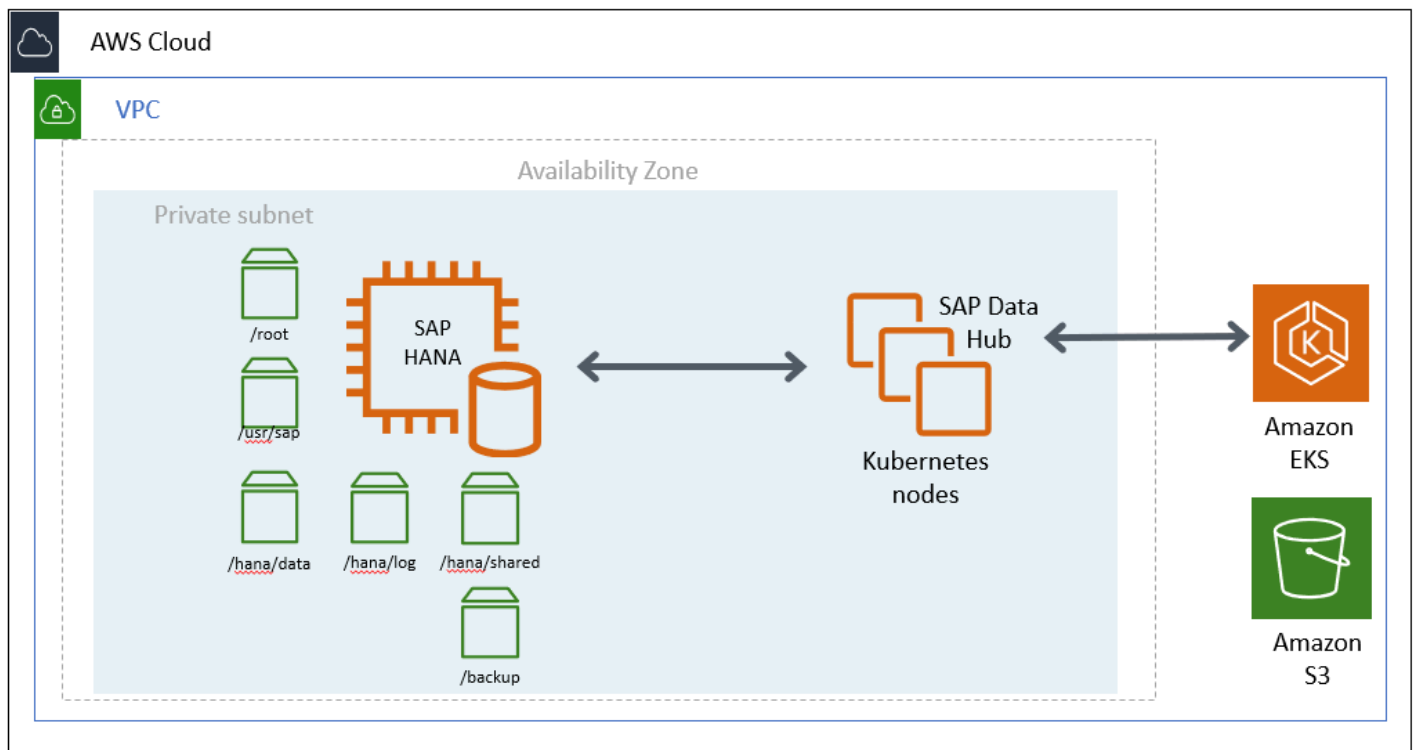 AWS Cloud
VPC
Availability Zone
Private subnet
/root
SAP
HANA
/usr/sap
/hana/data
/hana/log
/hana/shared
/backup
SAP Data
Hub
Kubernetes
nodes
K
Amazon
EKS
Amazon
S3